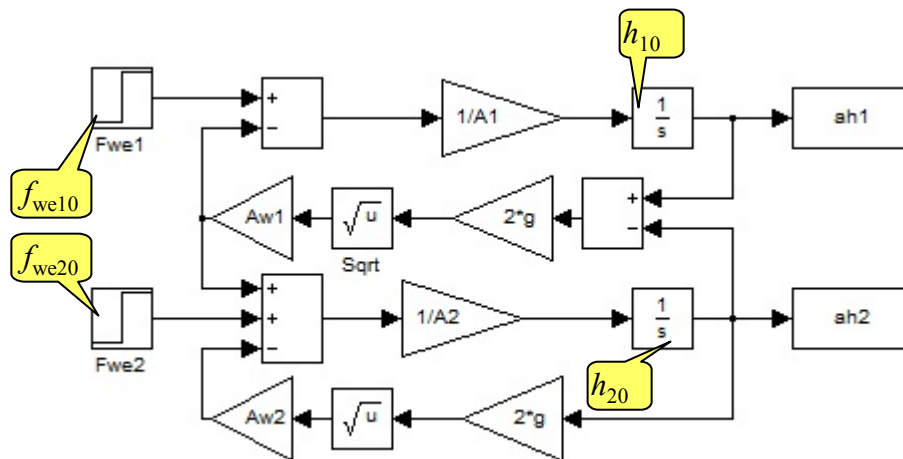 h10
+
−
1/A1
1
s
ah1
Fwe1
fwe10
Aw1
√u
2*g
+
−
Sqrt
fwe20
+
+
−
1/A2
1
s
ah2
Fwe2
h20
Aw2
√u
2*g